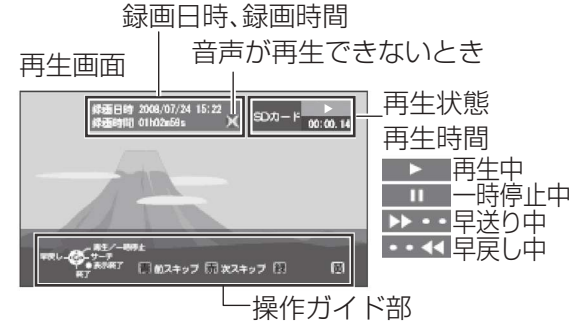 録画日時、録画時間
音声が再生できないとき
再生画面
録画日時 2008/07/24 15:22
録画時間 01h02m59s
SDカード
00:00.14
再生状態
再生時間
再生中
一時停止中
早送り中
早戻し中
再生/一時停止
早戻し
サーチ
表示終了
終了
青 前スキップ 赤 次スキップ 緑 黄
操作ガイド部